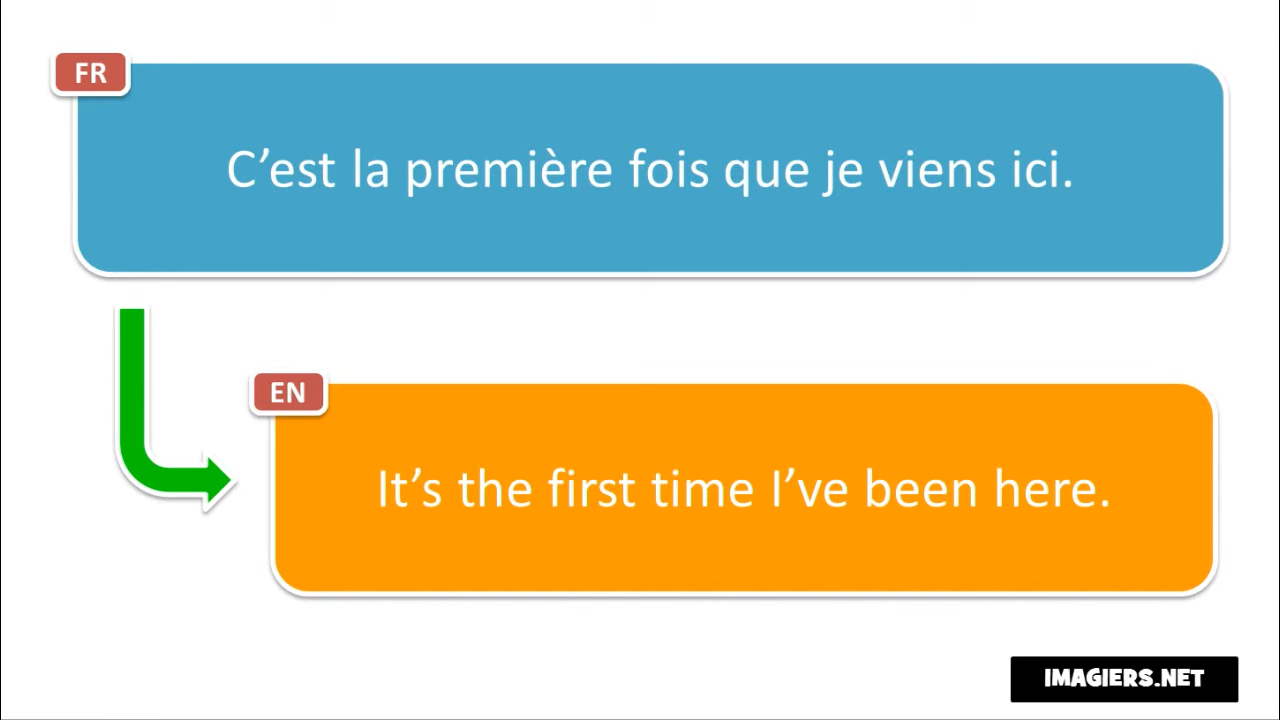 FR
C’est la première fois que je viens ici.
EN
It’s the first time I’ve been here.
IMAGIERS.NET